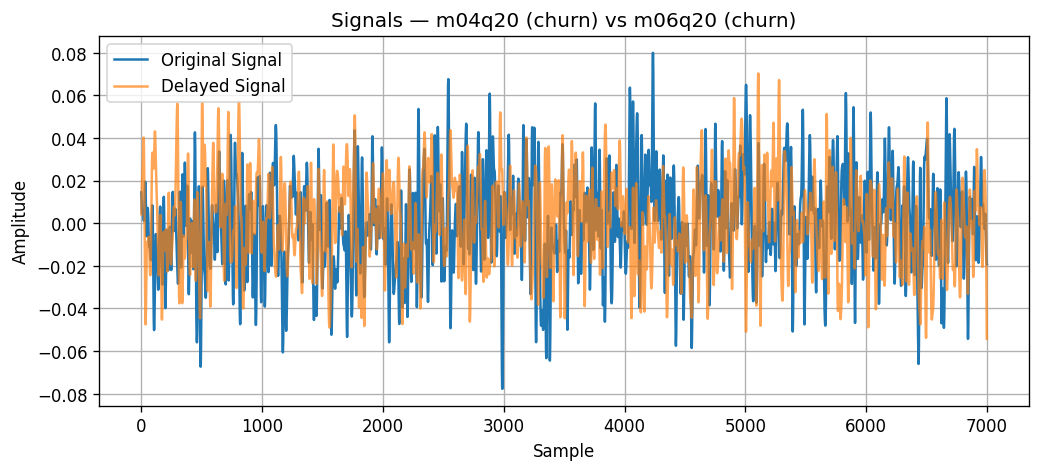 Signals — m04q20 (churn) vs m06q20 (churn)
Original Signal
Delayed Signal
0.08
0.06
0.04
0.02
0.00
−0.02
−0.04
−0.06
−0.08
Amplitude
0 1000 2000 3000 4000 5000 6000 7000
Sample